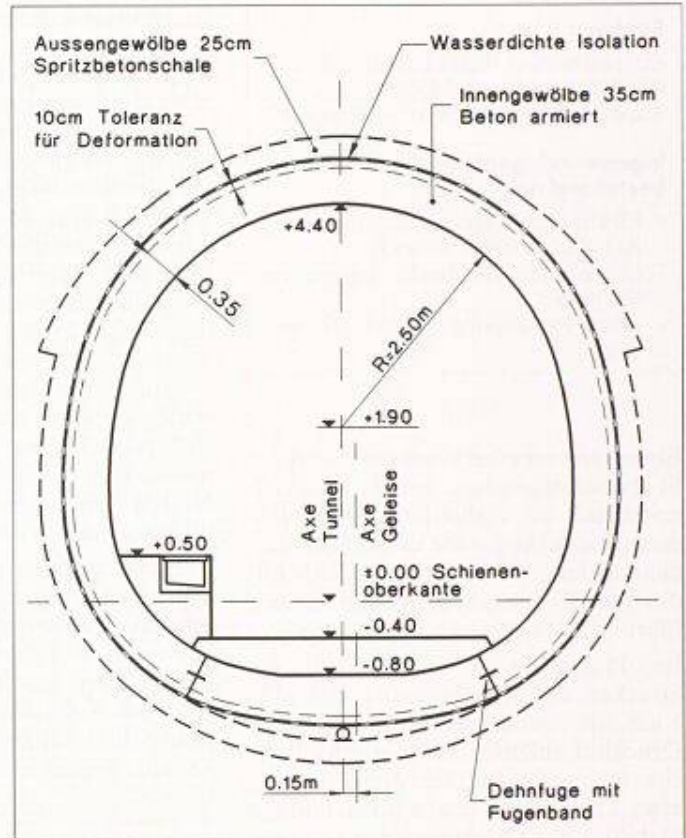 Aussengewölbe 25cm
Spritzbetonschale
Wasserdichte Isolation
10cm Toleranz
für Deformation
Innengewölbe 35cm
Beton armiert
+4.40
0.35
R=2.50m
+1.90
Axe
Tunnel
Axe
Geleise
+0.50
±0.00 Schienen-
oberkante
-0.40
-0.80
0.15m
Dehnfuge mit
Fugenband